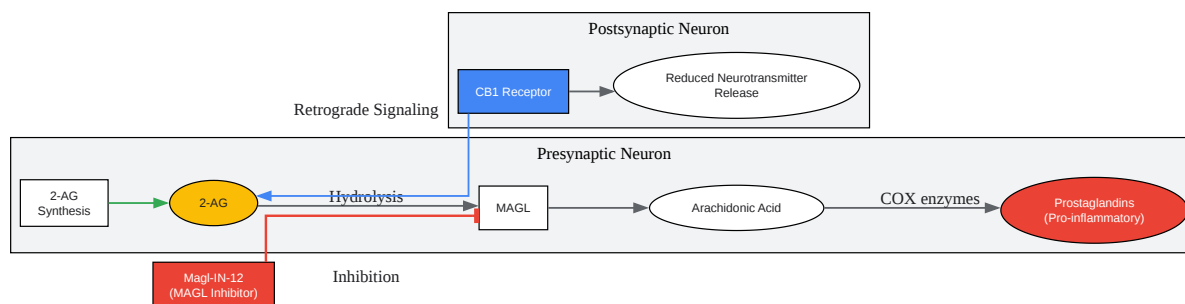 Postsynaptic Neuron
CB1 Receptor
Reduced Neurotransmitter
Release
Retrograde Signaling
Presynaptic Neuron
2-AG
Synthesis
2-AG
Hydrolysis
MAGL
Arachidonic Acid
COX enzymes
Prostaglandins
(Pro-inflammatory)
Magl-IN-12
(MAGL Inhibitor)
Inhibition